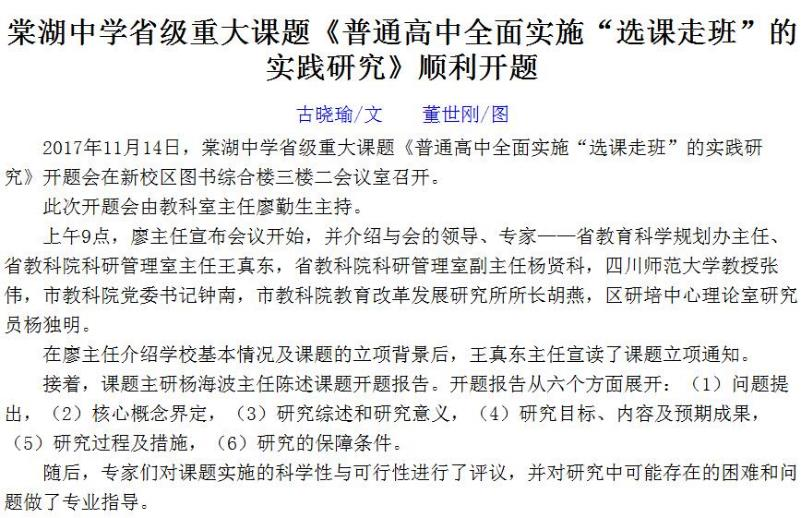 棠湖中学省级重大课题《普通高中全面实施“选课走班”的
实践研究》顺利开题
古晓瑜/文 董世刚/图
2017年11月14日，棠湖中学省级重大课题《普通高中全面实施“选课走班”的实践研
究》开题会在新校区图书综合楼三楼二会议室召开。
此次开题会由教科室主任廖勤生主持。
上午9点，廖主任宣布会议开始，并介绍与会的领导、专家——省教育科学规划办主任、
省教科院科研管理室主任王真东，省教科院科研管理室副主任杨贤科，四川师范大学教授张
伟，市教科院党委书记钟南，市教科院教育改革发展研究所所长胡燕，区研培中心理论室研究
员杨独明。
在廖主任介绍学校基本情况及课题的立项背景后，王真东主任宣读了课题立项通知。
接着，课题主研杨海波主任陈述课题开题报告。开题报告从六个方面展开：（1）问题提
出，（2）核心概念界定，（3）研究综述和研究意义，（4）研究目标、内容及预期成果，
（5）研究过程及措施，（6）研究的保障条件。
随后，专家们对课题实施的科学性与可行性进行了评议，并对研究中可能存在的困难和问
题做了专业指导。